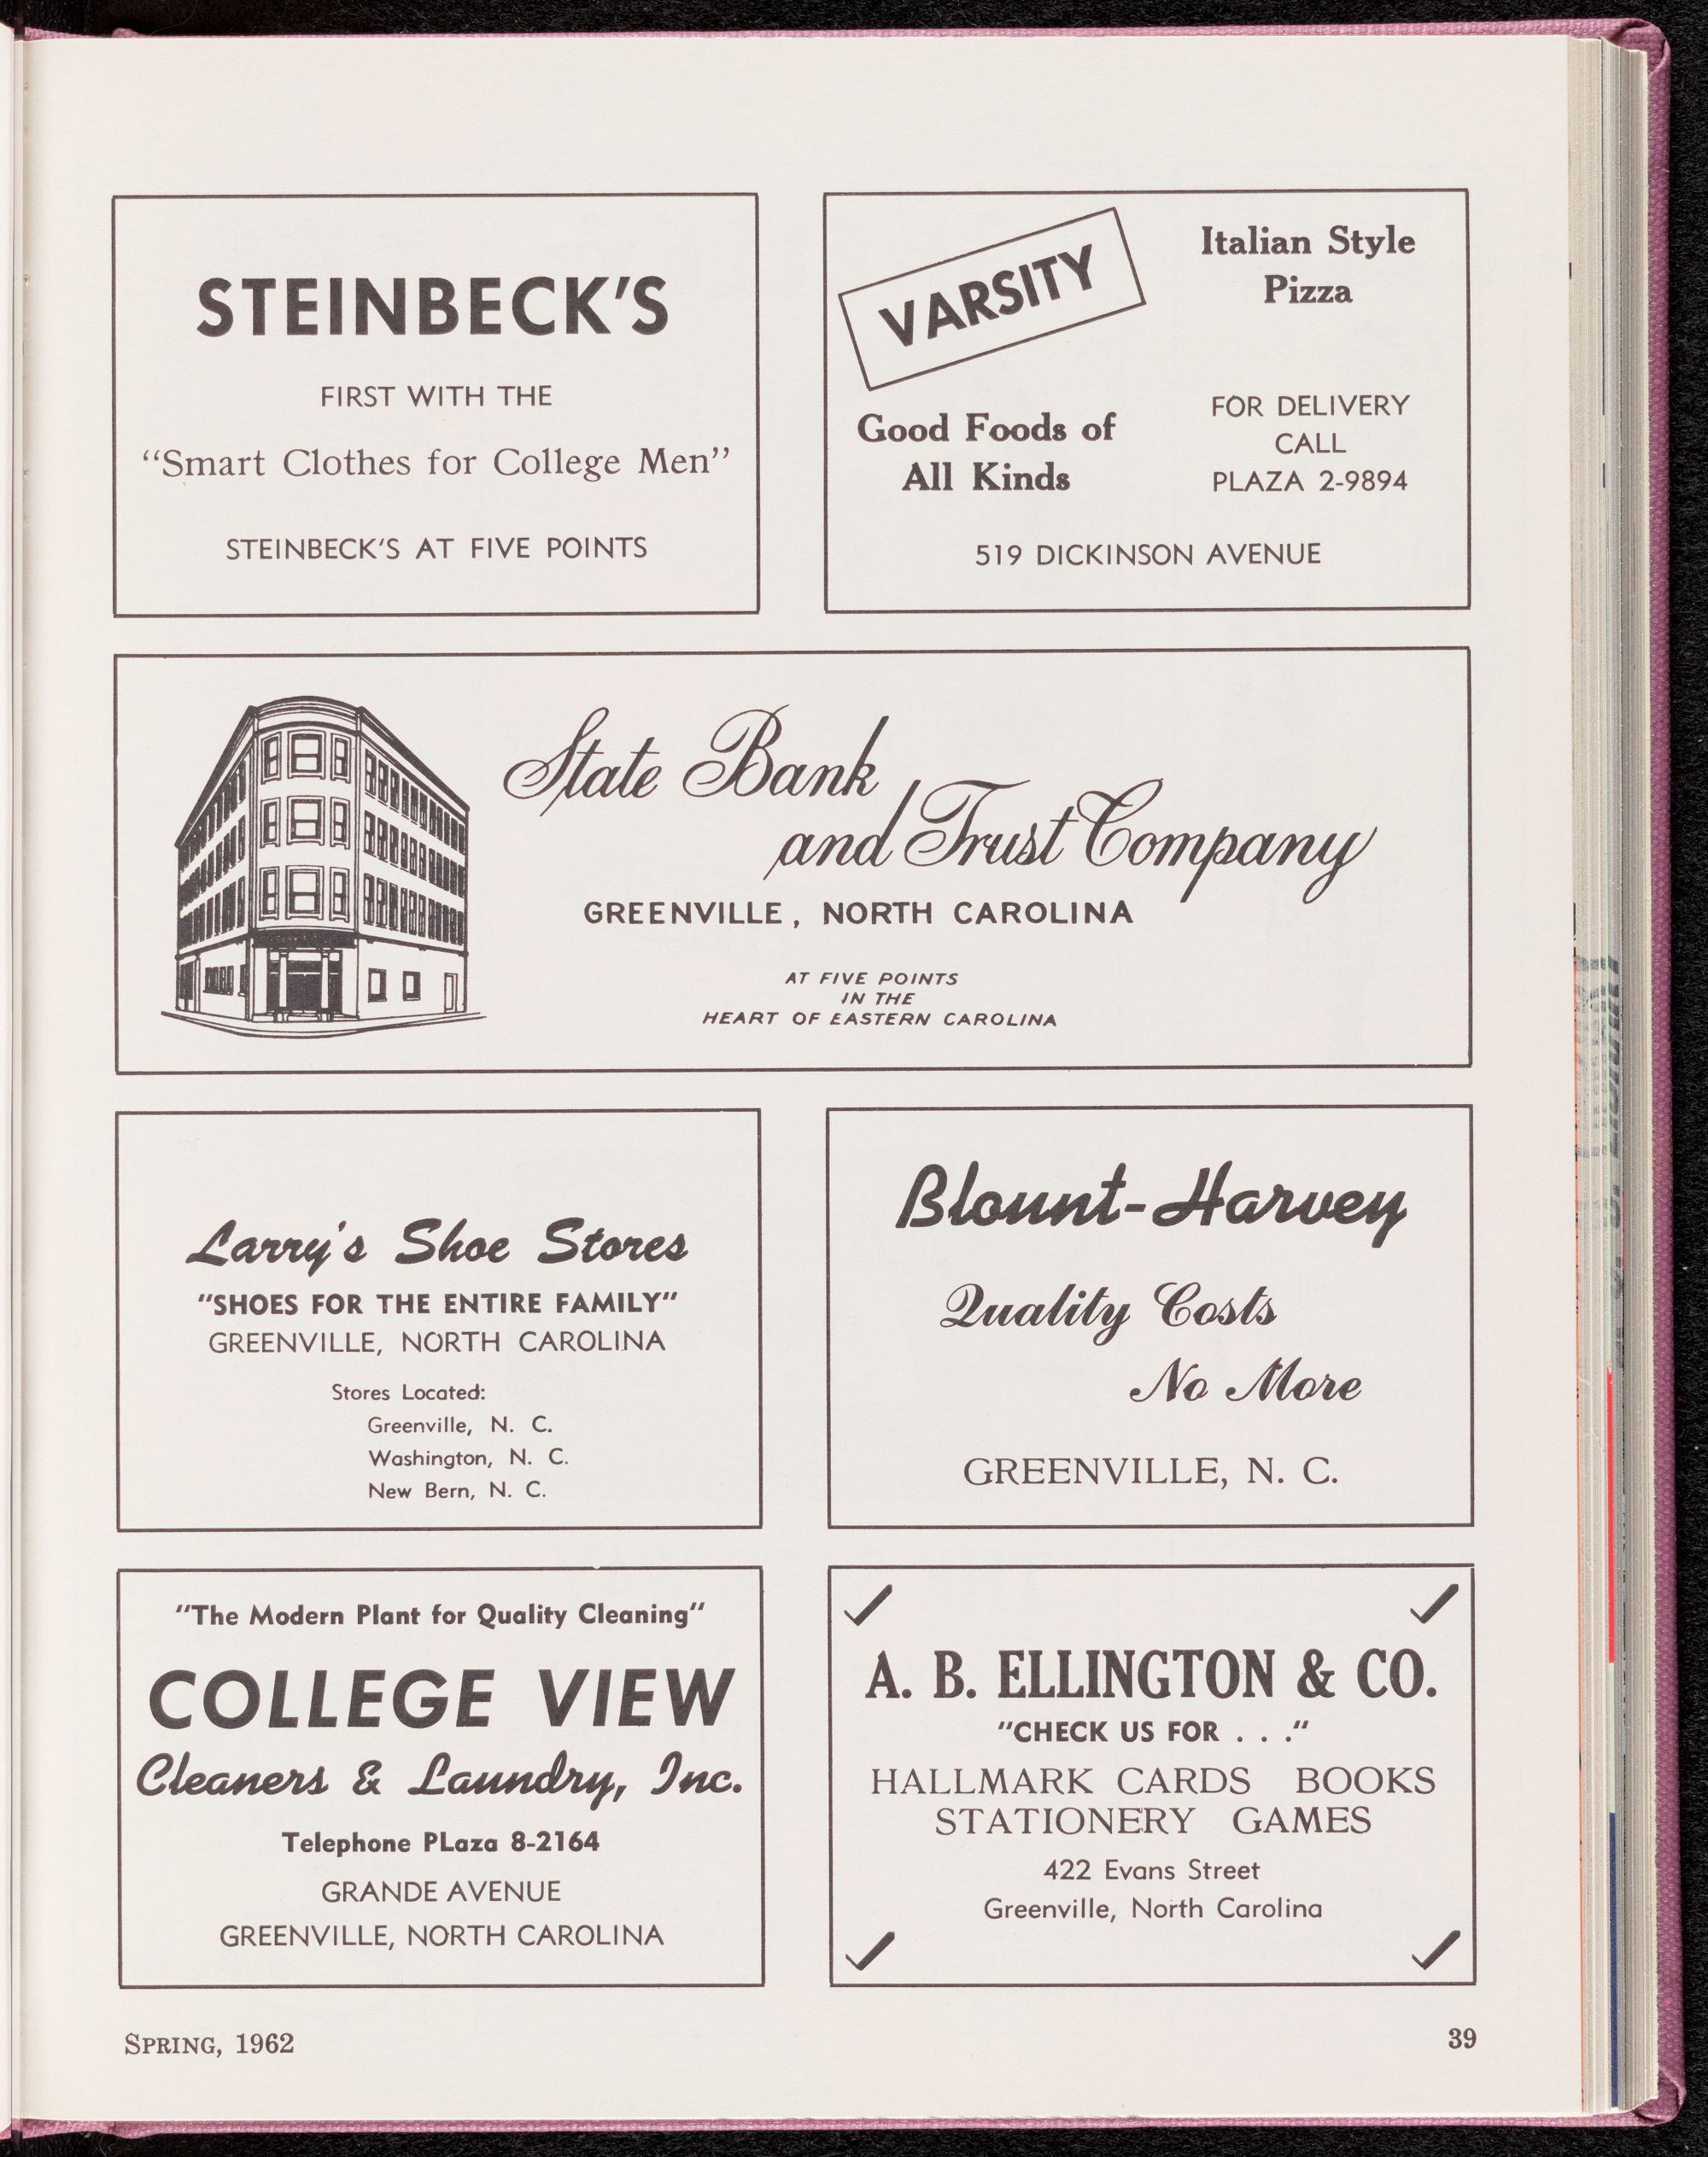 STEINBECK'S
FIRST WITH THE
"Smart Clothes for College Men"
STEINBECK'S AT FIVE POINTS
VARSITY
Italian Style
Pizza
Good Foods of
All Kinds
FOR DELIVERY
CALL
PLAZA 2-9894
519 DICKINSON AVENUE
State Bank
and Trust Company
GREENVILLE, NORTH CAROLINA
AT FIVE POINTS
IN THE
HEART OF EASTERN CAROLINA
Larry's Shoe Stores
"SHOES FOR THE ENTIRE FAMILY"
GREENVILLE, NORTH CAROLINA
Stores Located:
Greenville, N. C.
Washington, N. C.
New Bern, N. C.
Blount-Harvey
Quality Costs
No More
GREENVILLE, N. C.
"The Modern Plant for Quality Cleaning"
COLLEGE VIEW
Cleaners & Laundry, Inc.
Telephone PLaza 8-2164
GRANDE AVENUE
GREENVILLE, NORTH CAROLINA
A. B. ELLINGTON & CO.
"CHECK US FOR . . ."
HALLMARK CARDS BOOKS
STATIONERY GAMES
422 Evans Street
Greenville, North Carolina
SPRING, 1962
39